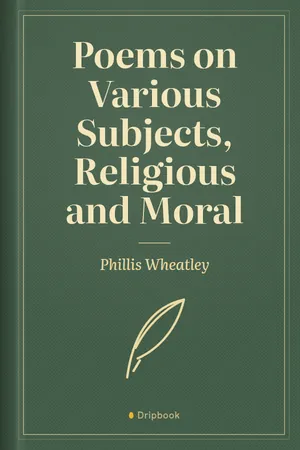 Poems on
Various
Subjects,
Religious
and Moral
Phillis Wheatley
Dripbook